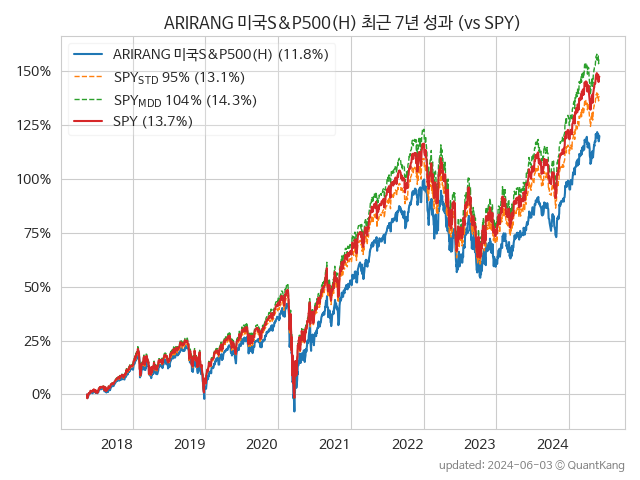 ARIRANG 미국S&P500(H) 최근 7년 성과 (vs SPY)
ARIRANG 미국S&P500(H) (11.8%)
SPY_STD 95% (13.1%)
SPY_MDD 104% (14.3%)
SPY (13.7%)
150%
125%
100%
75%
50%
25%
0%
2018 2019 2020 2021 2022 2023 2024
updated: 2024-06-03 © QuantKang